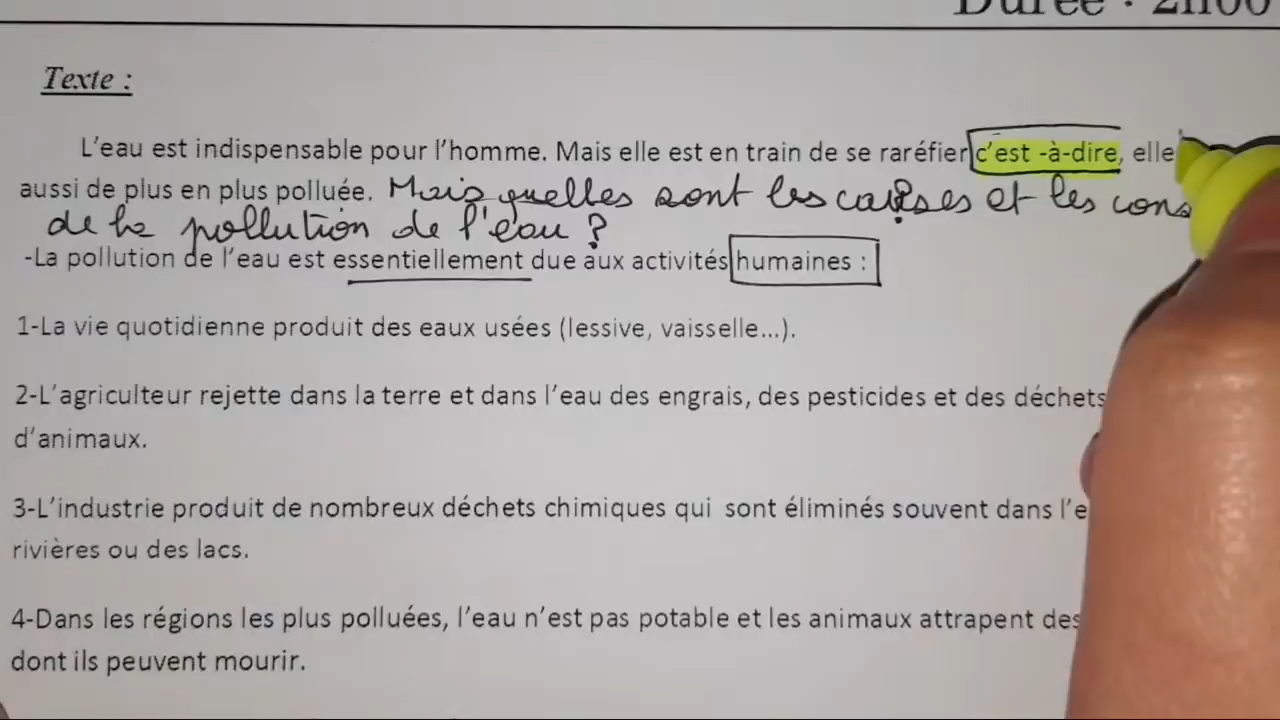 Durée : 2h00
Texte :
L'eau est indispensable pour l'homme. Mais elle est en train de se raréfier c'est -à-dire, elle
aussi de plus en plus polluée. Mais quelles sont les causes et les cons
de la pollution de l'eau ?
-La pollution de l'eau est essentiellement due aux activités humaines :
1-La vie quotidienne produit des eaux usées (lessive, vaisselle...).
2-L'agriculteur rejette dans la terre et dans l'eau des engrais, des pesticides et des déchets
d'animaux.
3-L'industrie produit de nombreux déchets chimiques qui sont éliminés souvent dans l'e
rivières ou des lacs.
4-Dans les régions les plus polluées, l'eau n'est pas potable et les animaux attrapent des
dont ils peuvent mourir.